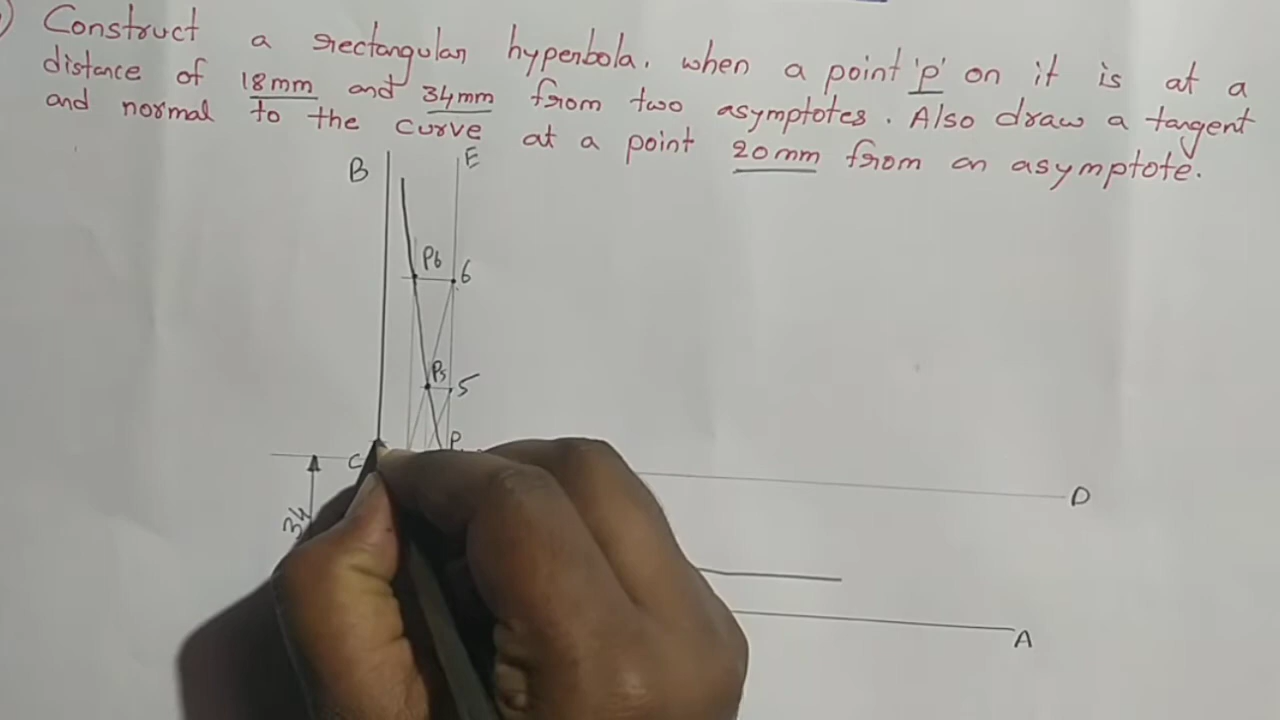 Construct a rectangular hyperbola. when a point 'p' on it is at a
distance of 18mm and 34mm from two asymptotes. Also draw a tangent
and normal to the curve at a point 20mm from an asymptote.
B
E
P6
6
P5
5
P
C
D
34
A